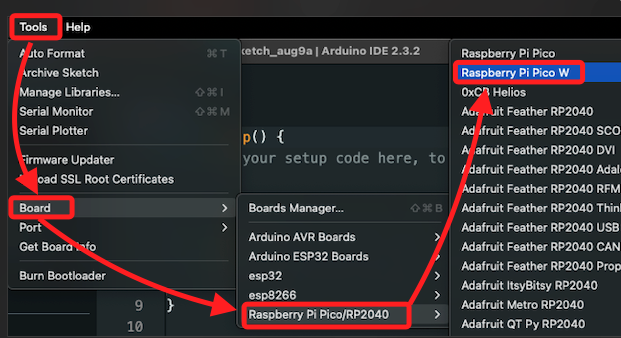 Tools Help
Auto Format ⌘ T
Archive Sketch
Manage Libraries... ⇧ ⌘ I
Serial Monitor ⇧ ⌘ M
Serial Plotter
Firmware Updater
SSL Root Certificates
Board
Port
Get Board Info
Burn Bootloader
ketch_aug9a | Arduino IDE 2.3.2
p() {
your setup code here, to
9 }
10
Boards Manager... ⇧ ⌘ B
Arduino AVR Boards
Arduino ESP32 Boards
esp32
esp8266
Raspberry Pi Pico/RP2040
Raspberry Pi Pico
Raspberry Pi Pico W
0xCB Helios
Adafruit Feather RP2040
Adafruit Feather RP2040 SCO
Adafruit Feather RP2040 DVI
Adafruit Feather RP2040 Prop
Adafruit Feather RP2040 RFM
Adafruit Feather RP2040 Thin
Adafruit Feather RP2040 USB
Adafruit Feather RP2040 CAN
Adafruit Feather RP2040 Prop
Adafruit ItsyBitsy RP2040
Adafruit Metro RP2040
Adafruit QT Py RP2040